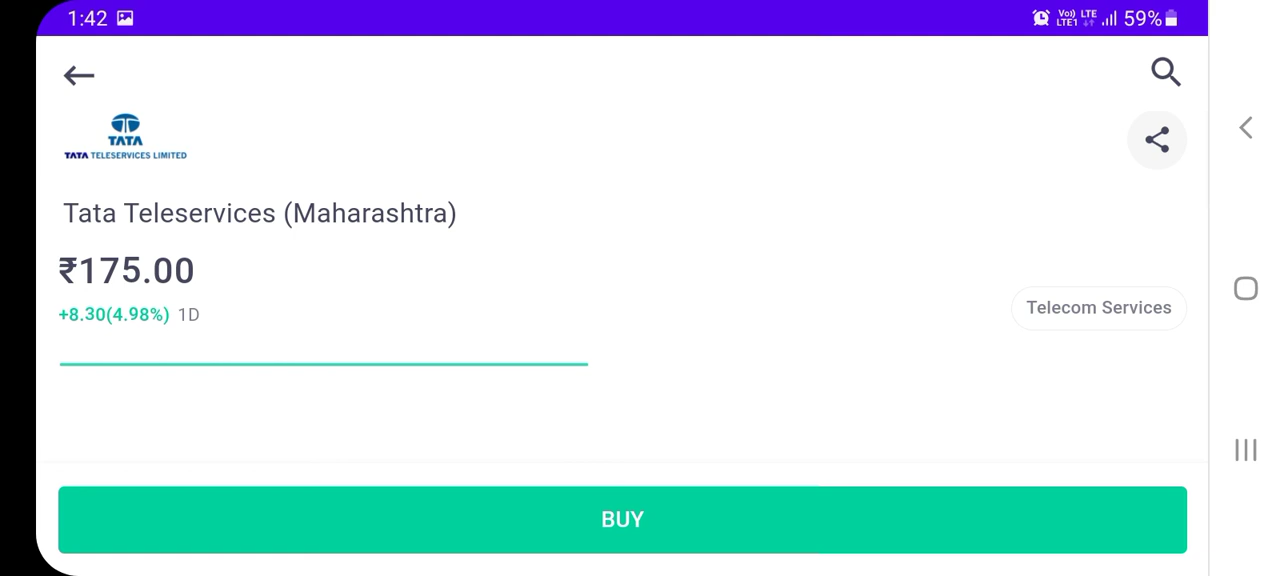 1:42
Vo)) LTE
LTE1
59%
TATA
TATA TELESERVICES LIMITED
Tata Teleservices (Maharashtra)
₹175.00
+8.30(4.98%) 1D
Telecom Services
BUY